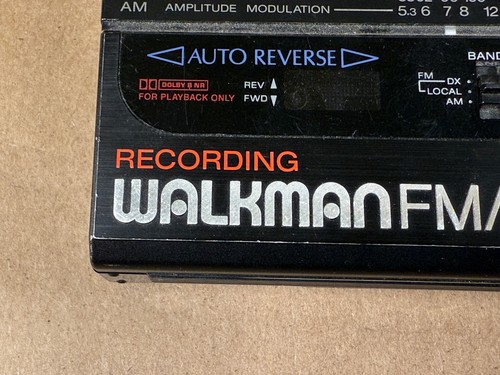 AM AMPLITUDE MODULATION 5.3 6 7 8 12
◁AUTO REVERSE▷
BAND
DOLBY B NR REV ▲
FOR PLAYBACK ONLY FWD ▼
FM DX
LOCAL
AM
RECORDING
WALKMAN FM/